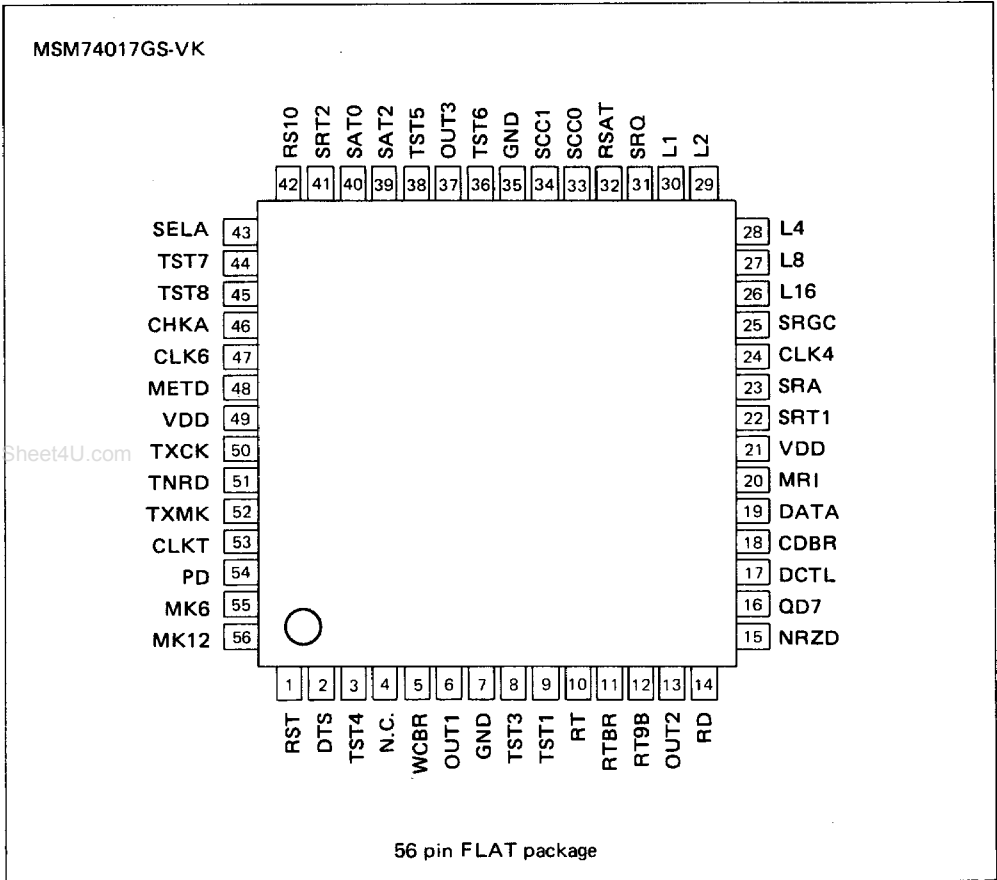 MSM74017GS-VK
RS10 SRT2 SAT0 SAT2 TST5 OUT3 TST6 GND SCC1 SCC0 RSAT SRQ L1 L2
42 41 40 39 38 37 36 35 34 33 32 31 30 29
SELA 43 28 L4
TST7 44 27 L8
TST8 45 26 L16
CHKA 46 25 SRGC
CLK6 47 24 CLK4
METD 48 23 SRA
VDD 49 22 SRT1
Sheet4U.com
TXCK 50 21 VDD
TNRD 51 20 MRI
TXMK 52 19 DATA
CLKT 53 18 CDBR
PD 54 17 DCTL
MK6 55 16 QD7
MK12 56 15 NRZD
1 2 3 4 5 6 7 8 9 10 11 12 13 14
RST DTS TST4 N.C. WCBR OUT1 GND TST3 TST1 RT RTBR RT9B OUT2 RD
56 pin FLAT package